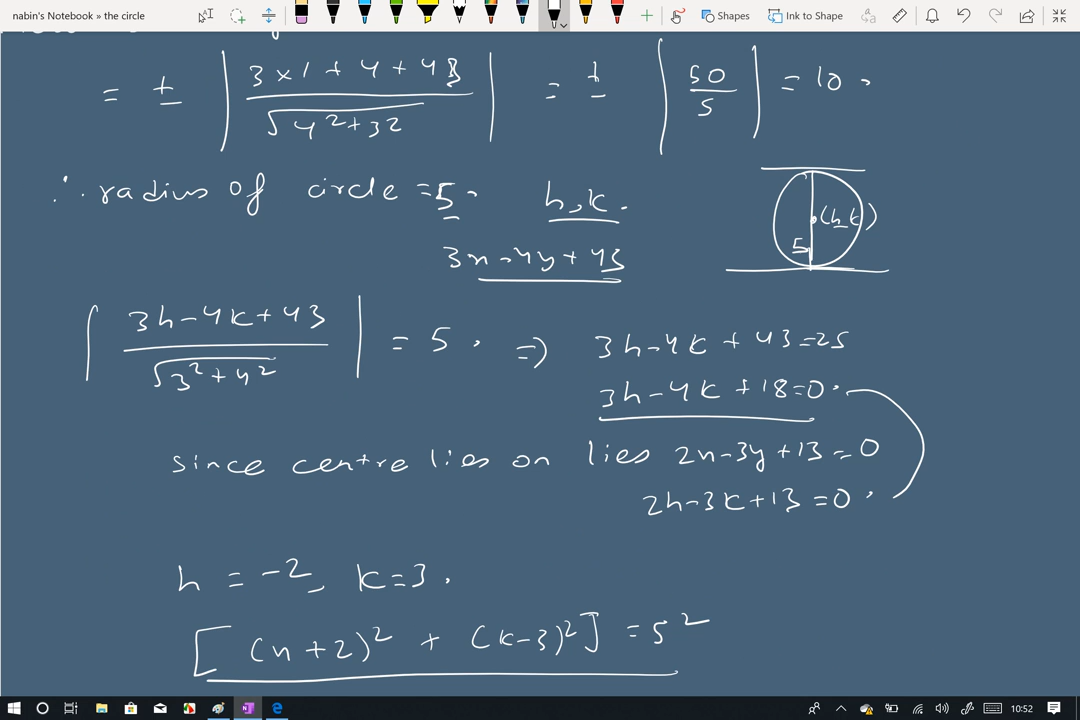 nabin's Notebook » the circle
Shapes Ink to Shape
= ± | 3×1 + 4 + 43 / √4²+3² | = ± | 50 / 5 | = 10.
∴ radius of circle = 5. h,k.
(h,k)
5
3x - 4y + 43
| 3h - 4k + 43 / √3²+4² | = 5. ⇒ 3h - 4k + 43 = 25
3h - 4k + 18 = 0.
since centre lies on lies 2x - 3y + 13 = 0
2h - 3k + 13 = 0.
h = -2, k = 3.
[ (x + 2)² + (k - 3)² ] = 5²
10:52